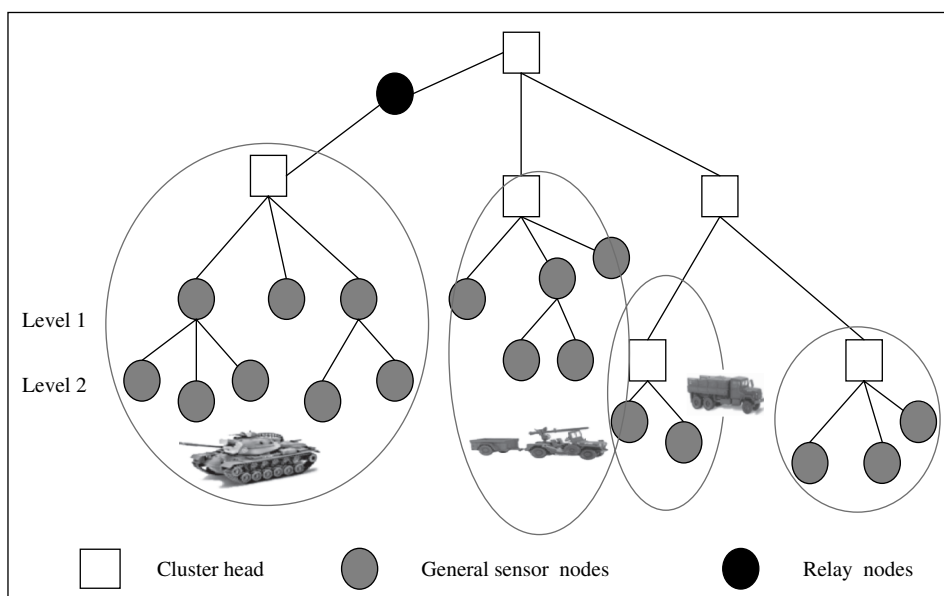 Level 1
Level 2
Cluster head
General sensor nodes
Relay nodes